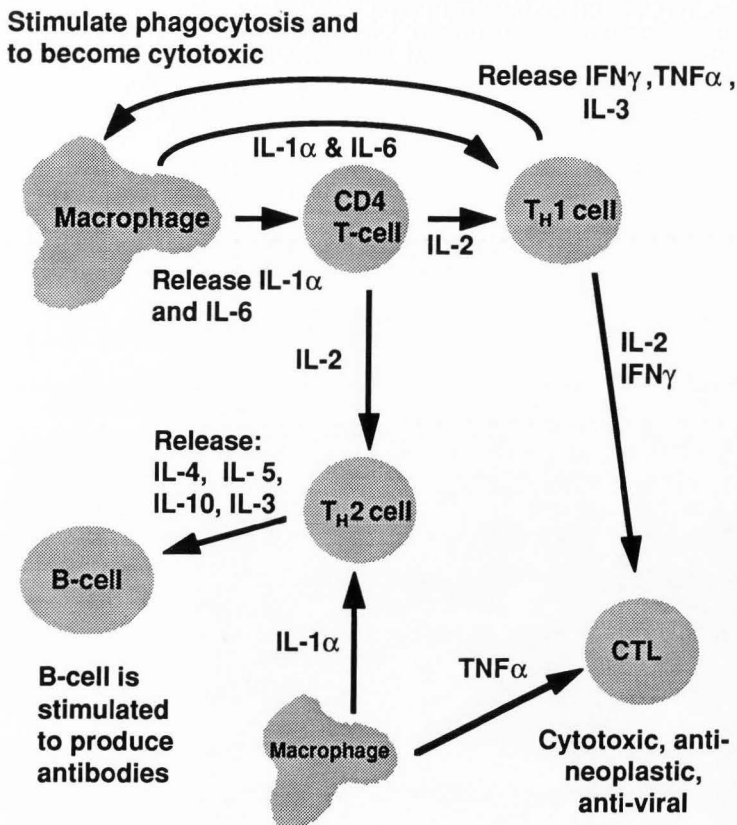 Stimulate phagocytosis and
to become cytotoxic
Release IFNγ, TNFα,
IL-3
IL-1α & IL-6
Macrophage
CD4
T-cell
IL-2
T_H1 cell
Release IL-1α
and IL-6
IL-2
IL-2
IFNγ
Release:
IL-4, IL- 5,
IL-10, IL-3
T_H2 cell
B-cell
IL-1α
TNFα
CTL
B-cell is
stimulated
to produce
antibodies
Macrophage
Cytotoxic, anti-
neoplastic,
anti-viral